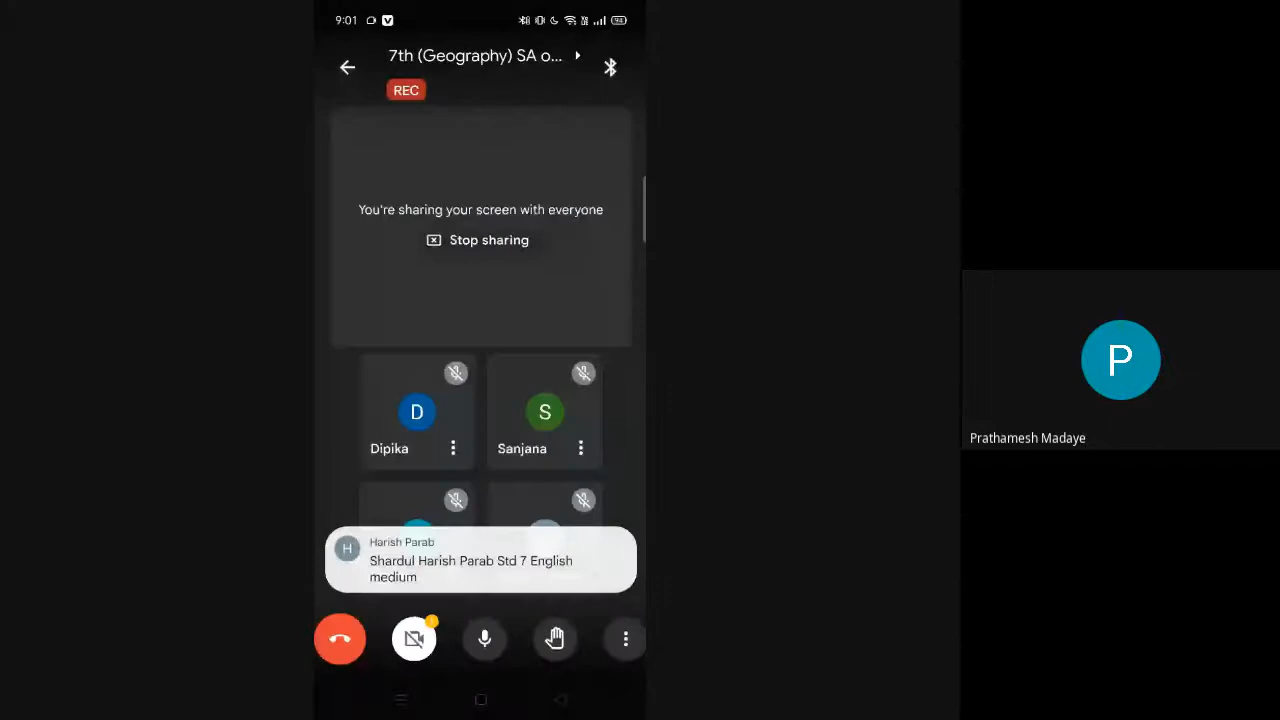 9:01
7th (Geography) SA o...
REC
You're sharing your screen with everyone
Stop sharing
D
S
Dipika
Sanjana
H
Harish Parab
Shardul Harish Parab Std 7 English
medium
P
Prathamesh Madaye